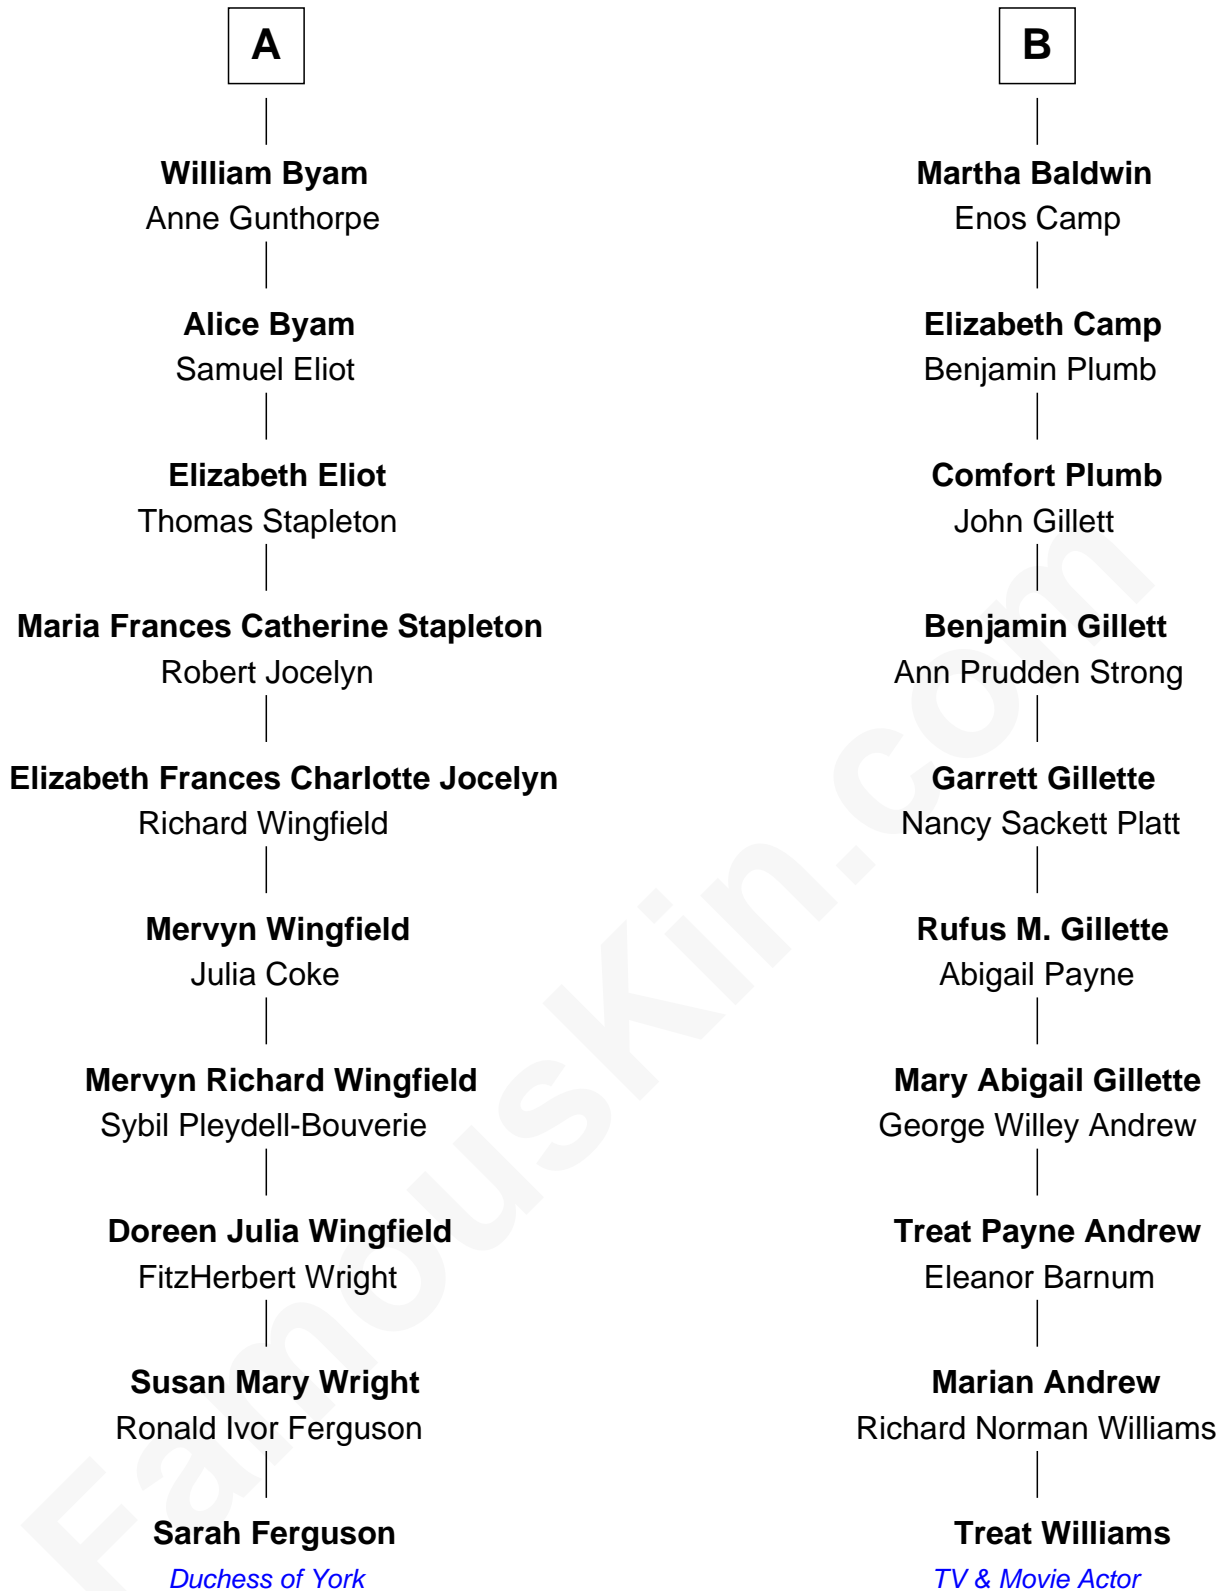 A
William Byam
Anne Gunthorpe
Alice Byam
Samuel Eliot
Elizabeth Eliot
Thomas Stapleton
Maria Frances Catherine Stapleton
Robert Jocelyn
Elizabeth Frances Charlotte Jocelyn
Richard Wingfield
Mervyn Wingfield
Julia Coke
Mervyn Richard Wingfield
Sybil Pleydell-Bouverie
Doreen Julia Wingfield
FitzHerbert Wright
Susan Mary Wright
Ronald Ivor Ferguson
Sarah Ferguson
Duchess of York
B
Martha Baldwin
Enos Camp
Elizabeth Camp
Benjamin Plumb
Comfort Plumb
John Gillett
Benjamin Gillett
Ann Prudden Strong
Garrett Gillette
Nancy Sackett Platt
Rufus M. Gillette
Abigail Payne
Mary Abigail Gillette
George Willey Andrew
Treat Payne Andrew
Eleanor Barnum
Marian Andrew
Richard Norman Williams
Treat Williams
TV & Movie Actor
FamousKin.com